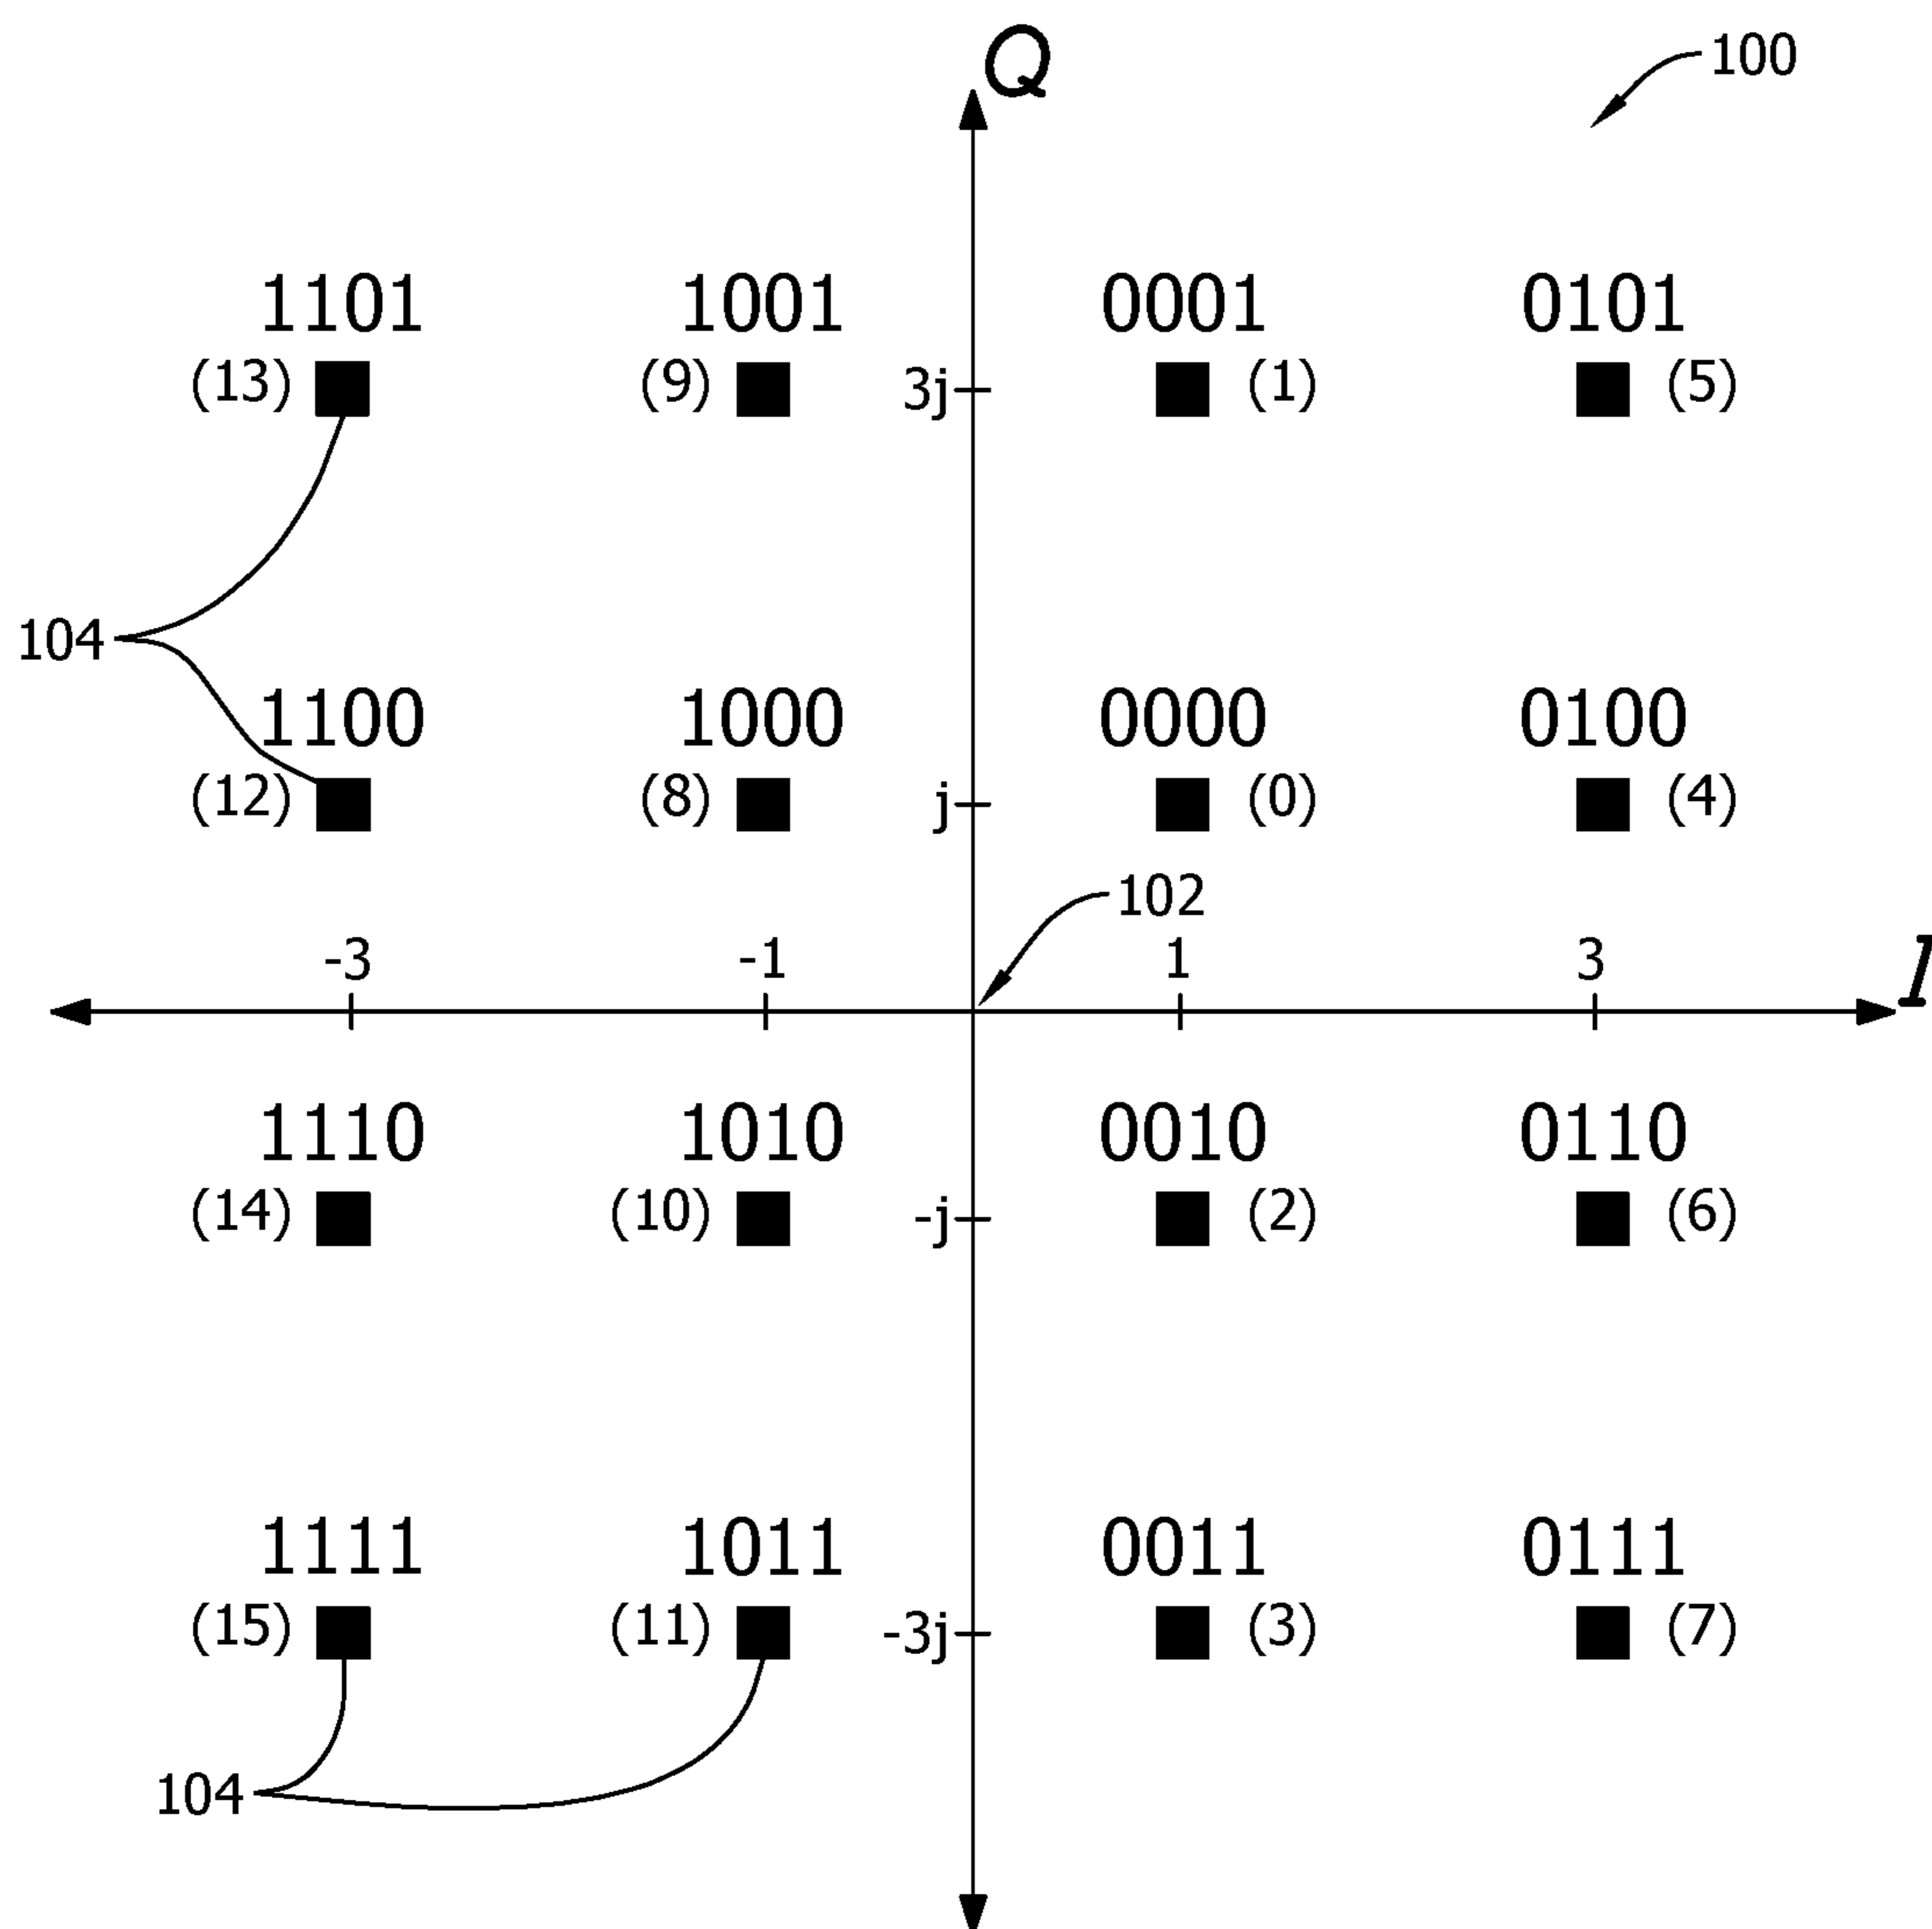 Q
100
1101 1001 0001 0101
(13) (9) 3j (1) (5)
104
1100 1000 0000 0100
(12) (8) j (0) (4)
102
-3 -1 1 3 I
1110 1010 0010 0110
(14) (10) -j (2) (6)
1111 1011 0011 0111
(15) (11) -3j (3) (7)
104